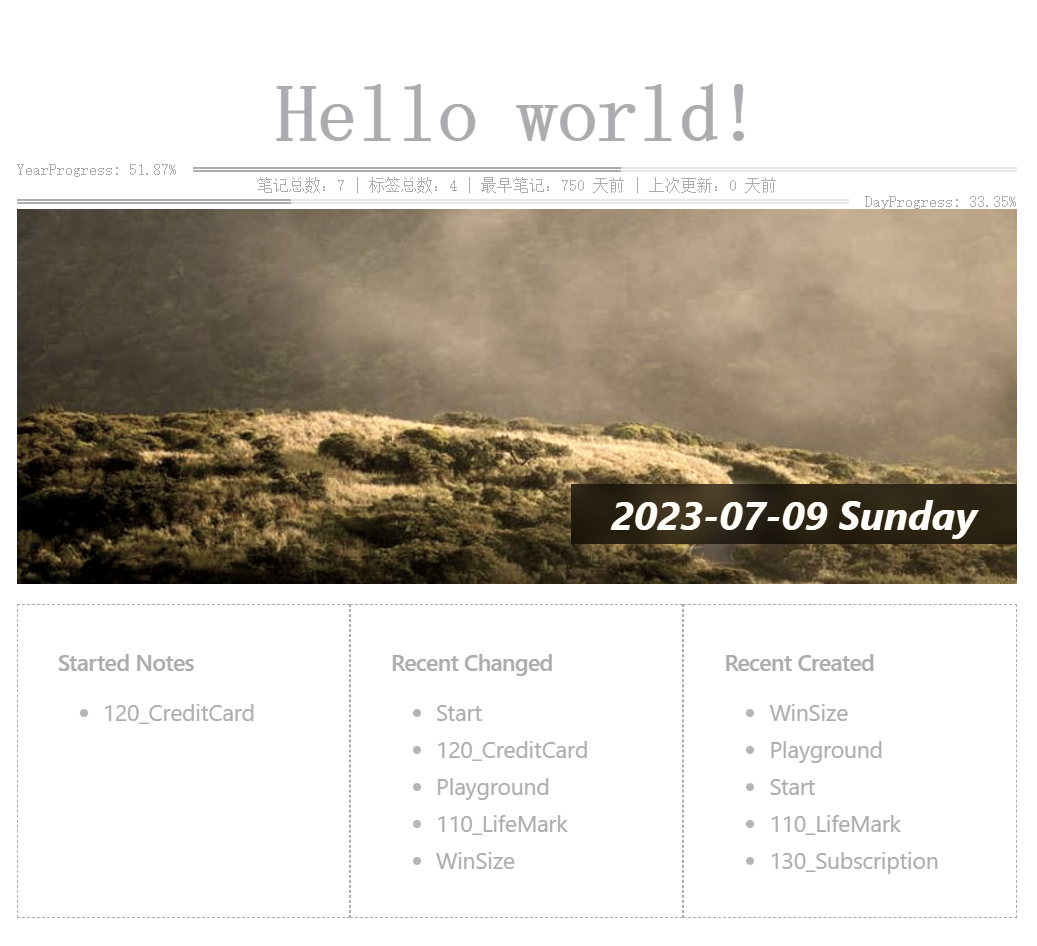 Hello world!
YearProgress: 51.87%
笔记总数：7 | 标签总数：4 | 最早笔记：750 天前 | 上次更新：0 天前
DayProgress: 33.35%
2023-07-09 Sunday
Started Notes
120_CreditCard
Recent Changed
Start
120_CreditCard
Playground
110_LifeMark
WinSize
Recent Created
WinSize
Playground
Start
110_LifeMark
130_Subscription